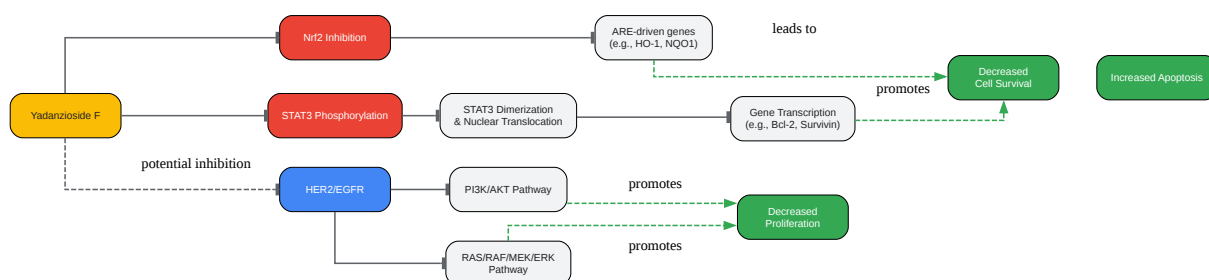 Nrf2 Inhibition
ARE-driven genes
(e.g., HO-1, NQO1)
leads to
Decreased
Cell Survival
Increased Apoptosis
promotes
Yadanzioside F
STAT3 Phosphorylation
STAT3 Dimerization
& Nuclear Translocation
Gene Transcription
(e.g., Bcl-2, Survivin)
potential inhibition
HER2/EGFR
PI3K/AKT Pathway
promotes
Decreased
Proliferation
promotes
RAS/RAF/MEK/ERK
Pathway